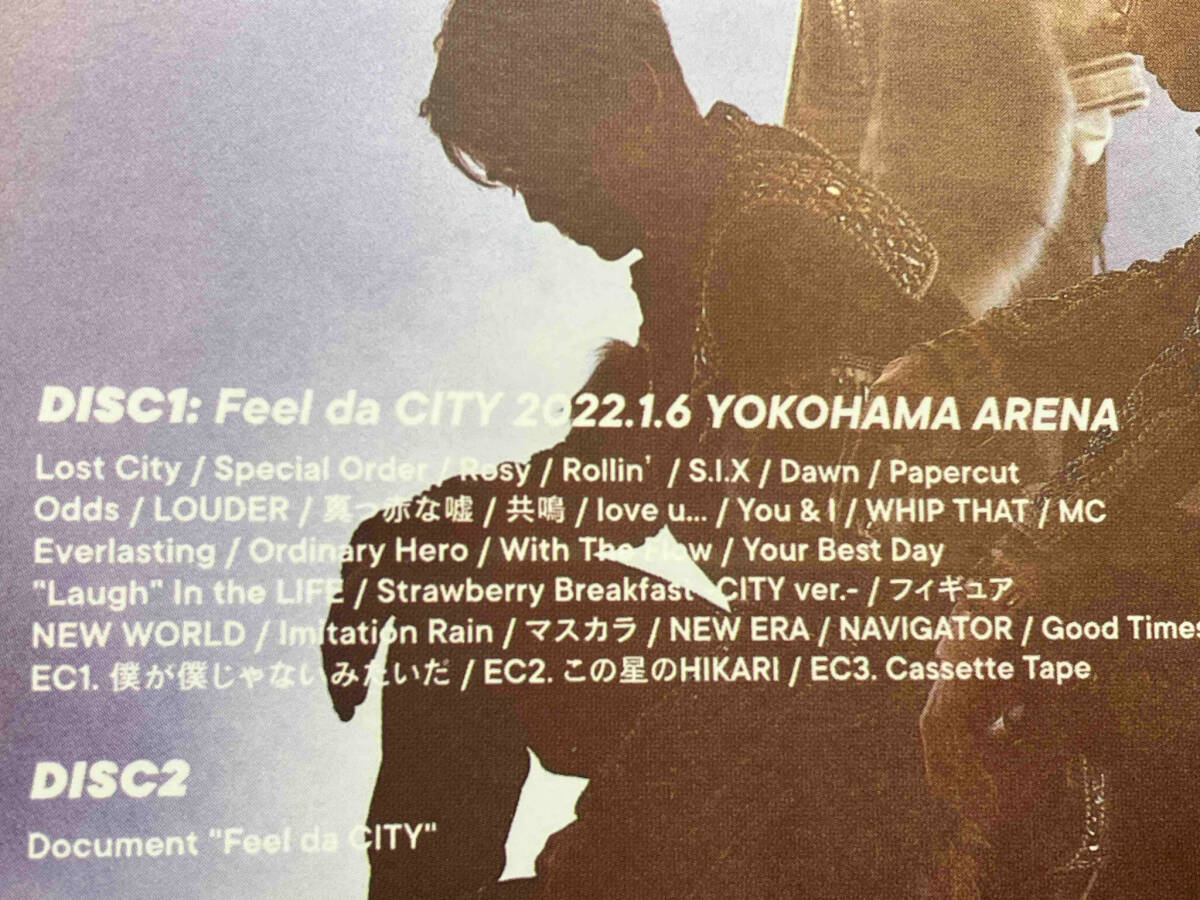 DISC1: Feel da CITY 2022.1.6 YOKOHAMA ARENA
Lost City / Special Order / Rosy / Rollin' / S.I.X / Dawn / Papercut
Odds / LOUDER / 真っ赤な嘘 / 共鳴 / love u... / You & I / WHIP THAT / MC
Everlasting / Ordinary Hero / With The Flow / Your Best Day
"Laugh" In the LIFE / Strawberry Breakfast -CITY ver.- / フィギュア
NEW WORLD / Imitation Rain / マスカラ / NEW ERA / NAVIGATOR / Good Times
EC1. 僕が僕じゃないみたいだ / EC2. この星のHIKARI / EC3. Cassette Tape
DISC2
Document "Feel da CITY"